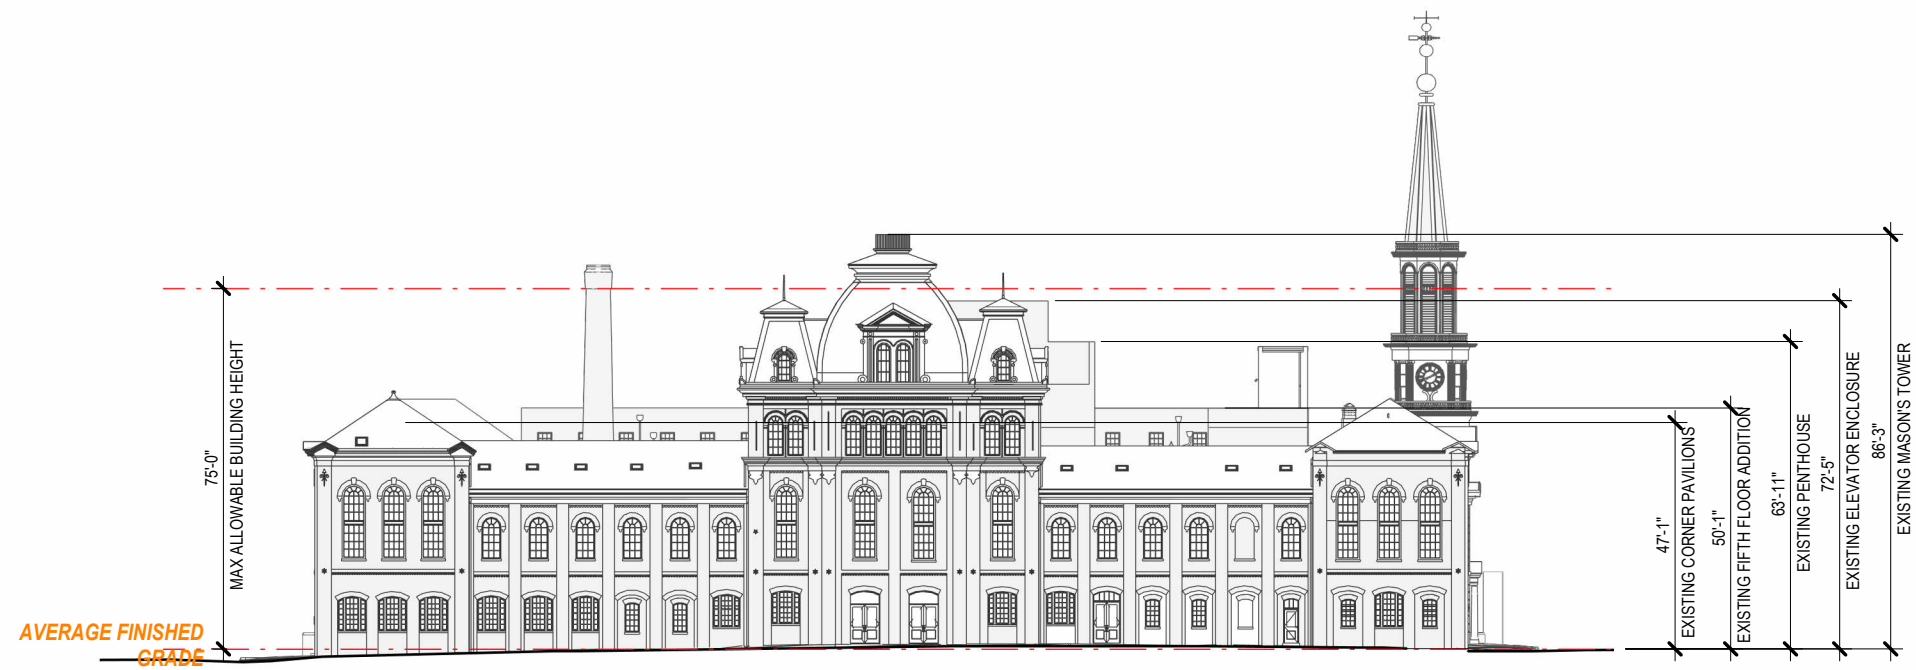 75'-0"
MAX ALLOWABLE BUILDING HEIGHT
AVERAGE FINISHED
GRADE
47'-1"
EXISTING CORNER PAVILIONS
50'-1"
EXISTING FIFTH FLOOR ADDITION
63'-11"
EXISTING PENTHOUSE
72'-5"
EXISTING ELEVATOR ENCLOSURE
86'-3"
EXISTING MASON'S TOWER